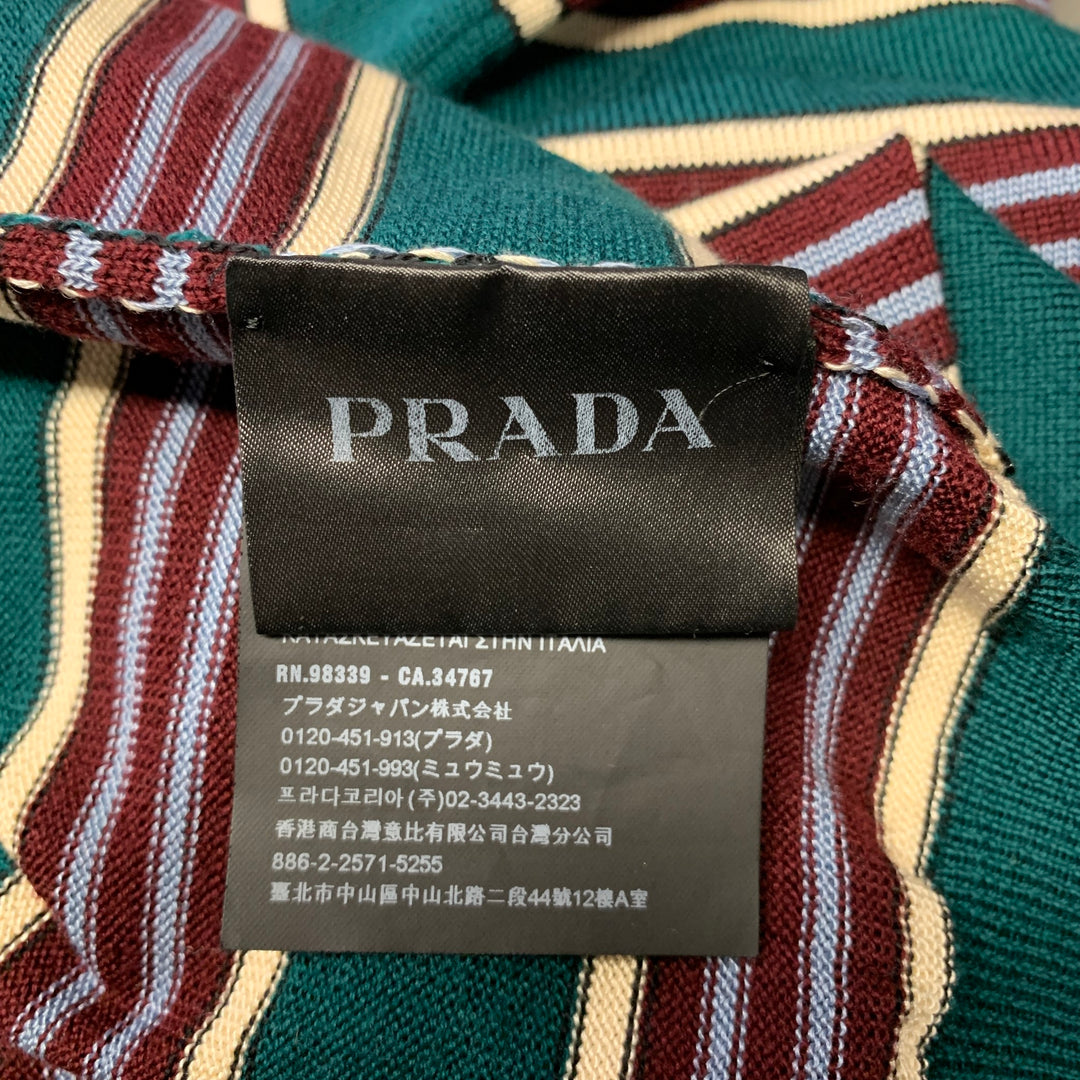 PRADA
ΚΑΤΑΣΚΕΥΑΖΕΤΑΙ ΣΤΗΝ ΙΤΑΛΙΑ
RN.98339 - CA.34767
プラダジャパン株式会社
0120-451-913(プラダ)
0120-451-993(ミュウミュウ)
프라다코리아 (주)02-3443-2323
香港商台灣意比有限公司台灣分公司
886-2-2571-5255
臺北市中山區中山北路二段44號12樓A室